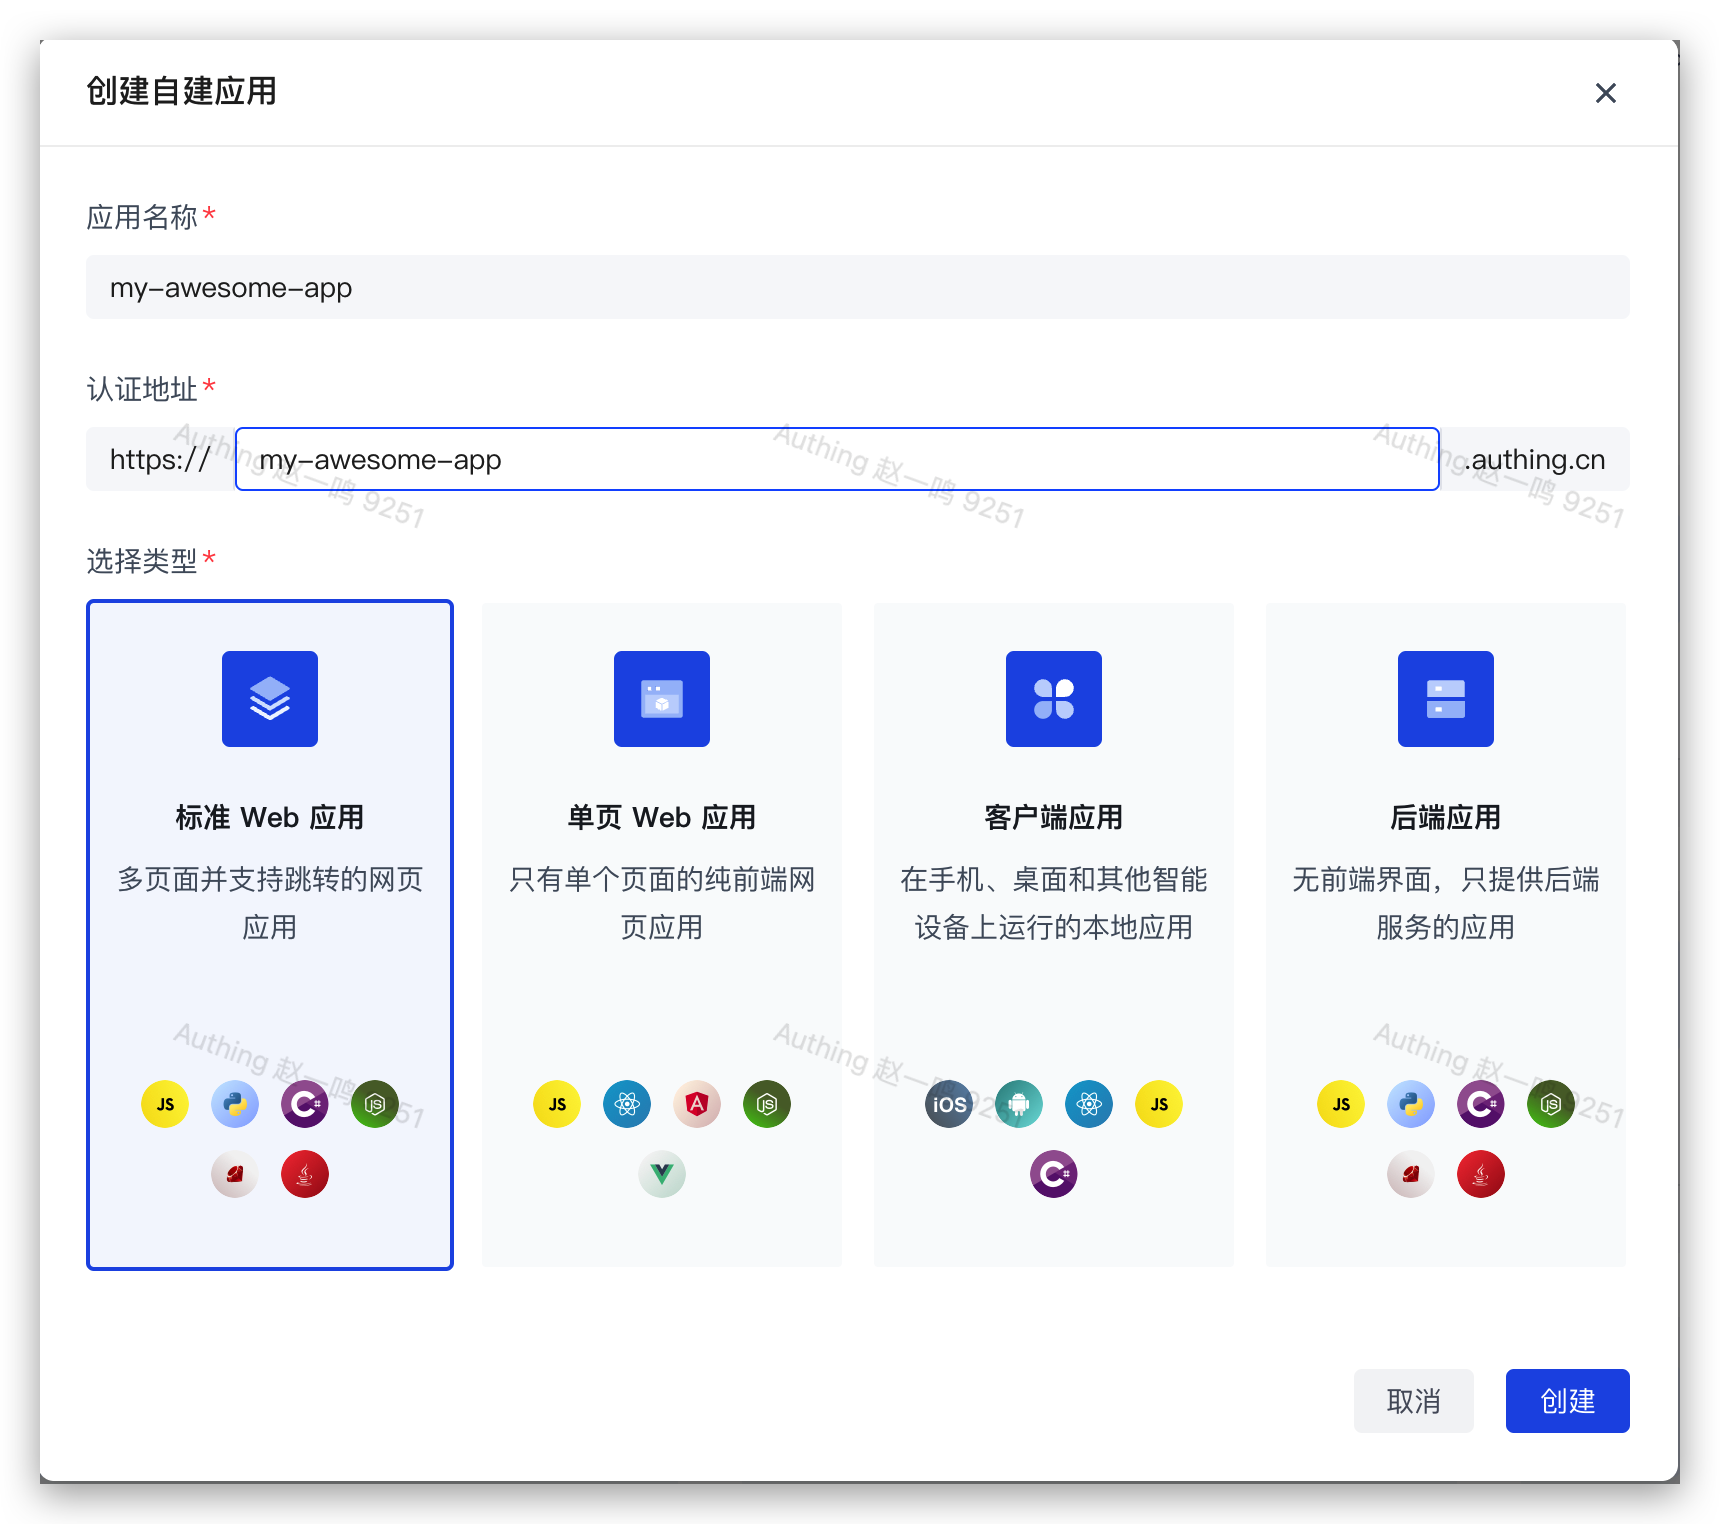 创建自建应用
应用名称*
my-awesome-app
认证地址*
https:// my-awesome-app .authing.cn
Authing 赵一鸣 9251
Authing 赵一鸣 9251
Authing 赵一鸣 9251
选择类型*
标准 Web 应用
多页面并支持跳转的网页
应用
JS
C#
JS
单页 Web 应用
只有单个页面的纯前端网
页应用
JS
A
JS
客户端应用
在手机、桌面和其他智能
设备上运行的本地应用
iOS
JS
C#
后端应用
无前端界面，只提供后端
服务的应用
JS
C#
JS
Authing 赵一鸣 9251
Authing 赵一鸣 9251
Authing 赵一鸣 9251
取消
创建